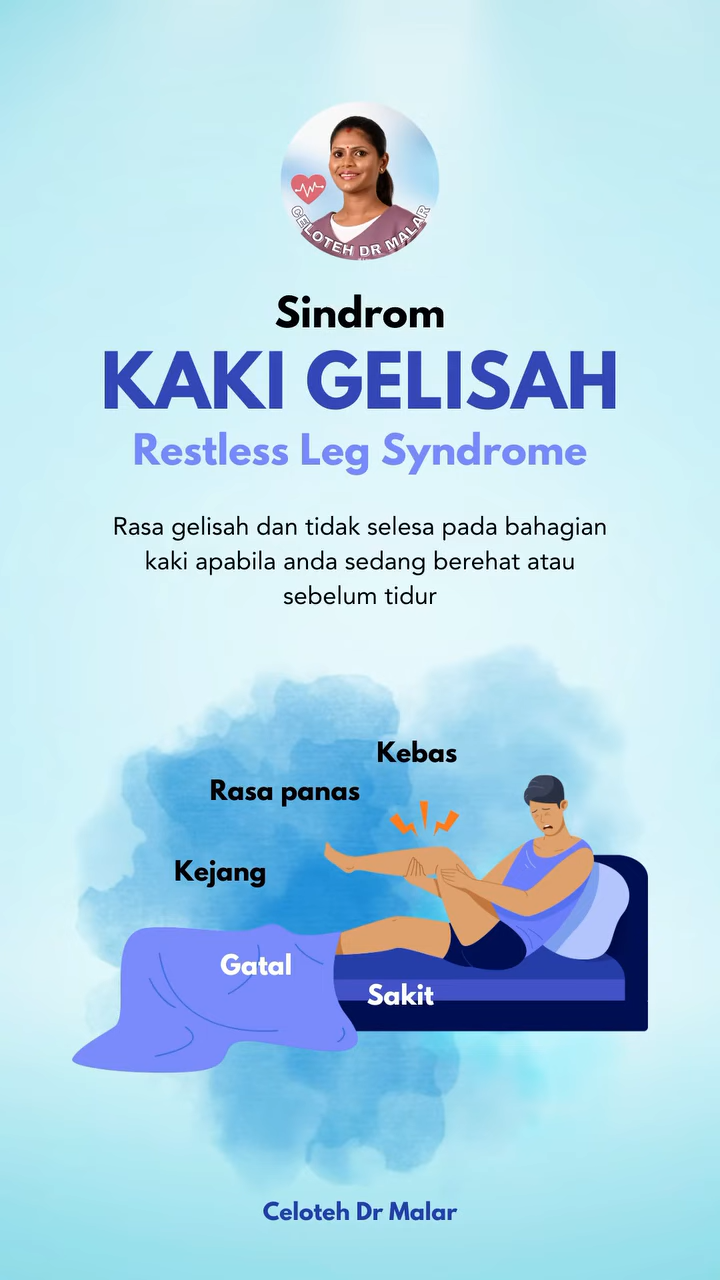 CELOTEH DR MALAR
Sindrom
KAKI GELISAH
Restless Leg Syndrome
Rasa gelisah dan tidak selesa pada bahagian
kaki apabila anda sedang berehat atau
sebelum tidur
Kebas
Rasa panas
Kejang
Gatal
Sakit
Celoteh Dr Malar